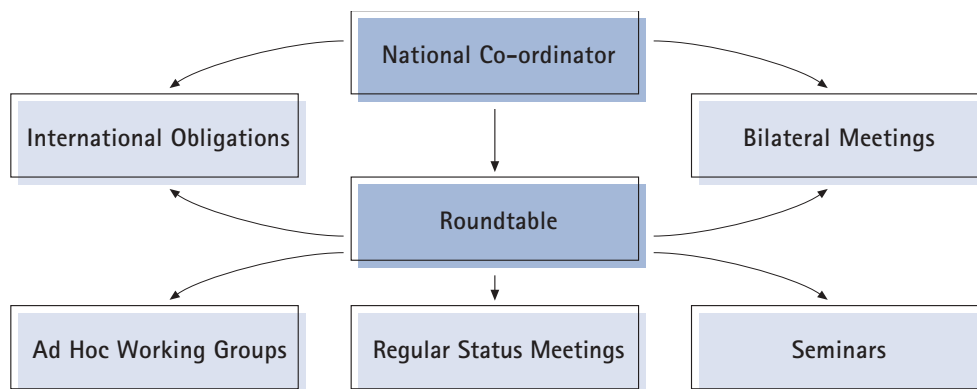 National Co-ordinator
International Obligations
Bilateral Meetings
Roundtable
Ad Hoc Working Groups
Regular Status Meetings
Seminars